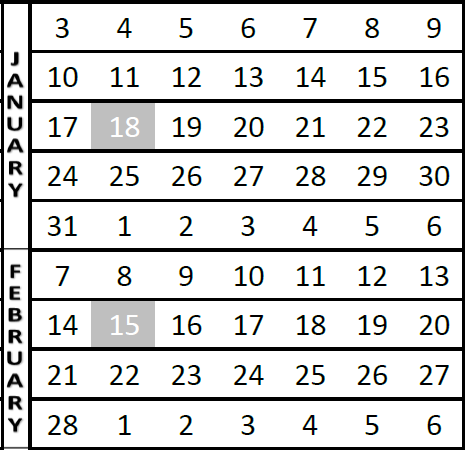 JANUARY
3 4 5 6 7 8 9
10 11 12 13 14 15 16
17 18 19 20 21 22 23
24 25 26 27 28 29 30
31 1 2 3 4 5 6
FEBRUARY
7 8 9 10 11 12 13
14 15 16 17 18 19 20
21 22 23 24 25 26 27
28 1 2 3 4 5 6